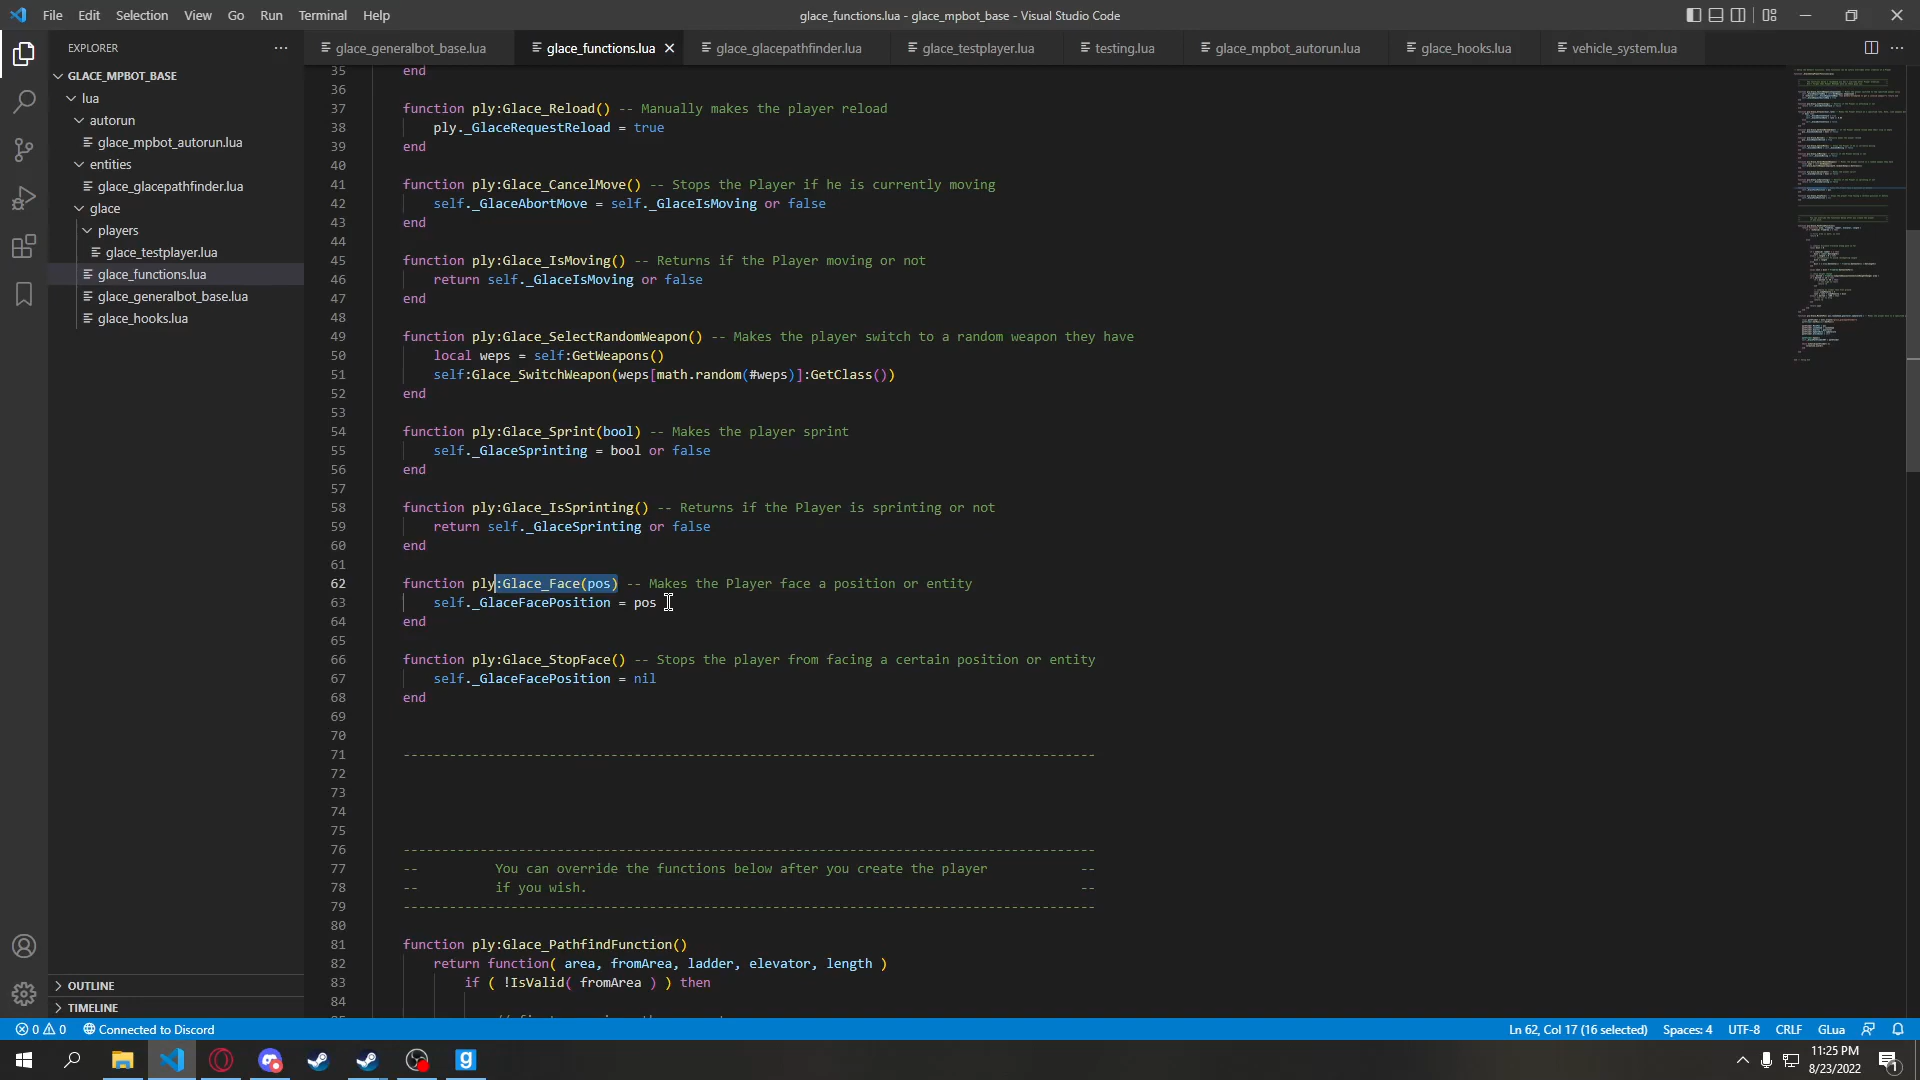 File Edit Selection View Go Run Terminal Help
glace_functions.lua - glace_mpbot_base - Visual Studio Code
EXPLORER
glace_generalbot_base.lua
glace_functions.lua
glace_glacepathfinder.lua
glace_testplayer.lua
testing.lua
glace_mpbot_autorun.lua
glace_hooks.lua
vehicle_system.lua
GLACE_MPBOT_BASE
lua
autorun
glace_mpbot_autorun.lua
entities
glace_glacepathfinder.lua
glace
players
glace_testplayer.lua
glace_functions.lua
glace_generalbot_base.lua
glace_hooks.lua
OUTLINE
TIMELINE
35 end
36
37 function ply:Glace_Reload() -- Manually makes the player reload
38 ply._GlaceRequestReload = true
39 end
40
41 function ply:Glace_CancelMove() -- Stops the Player if he is currently moving
42 self._GlaceAbortMove = self._GlaceIsMoving or false
43 end
44
45 function ply:Glace_IsMoving() -- Returns if the Player moving or not
46 return self._GlaceIsMoving or false
47 end
48
49 function ply:Glace_SelectRandomWeapon() -- Makes the player switch to a random weapon they have
50 local weps = self:GetWeapons()
51 self:Glace_SwitchWeapon(weps[math.random(#weps)]:GetClass())
52 end
53
54 function ply:Glace_Sprint(bool) -- Makes the player sprint
55 self._GlaceSprinting = bool or false
56 end
57
58 function ply:Glace_IsSprinting() -- Returns if the Player is sprinting or not
59 return self._GlaceSprinting or false
60 end
61
62 function ply:Glace_Face(pos) -- Makes the Player face a position or entity
63 self._GlaceFacePosition = pos
64 end
65
66 function ply:Glace_StopFace() -- Stops the player from facing a certain position or entity
67 self._GlaceFacePosition = nil
68 end
69
70
71 ------------------------------------------------------------------------------------------
72
73
74
75
76 ------------------------------------------------------------------------------------------
77 -- You can override the functions below after you create the player --
78 -- if you wish. --
79 ------------------------------------------------------------------------------------------
80
81 function ply:Glace_PathfindFunction()
82 return function( area, fromArea, ladder, elevator, length )
83 if ( !IsValid( fromArea ) ) then
84
0 0 Connected to Discord
Ln 62, Col 17 (16 selected) Spaces: 4 UTF-8 CRLF GLua
11:25 PM
8/23/2022
1